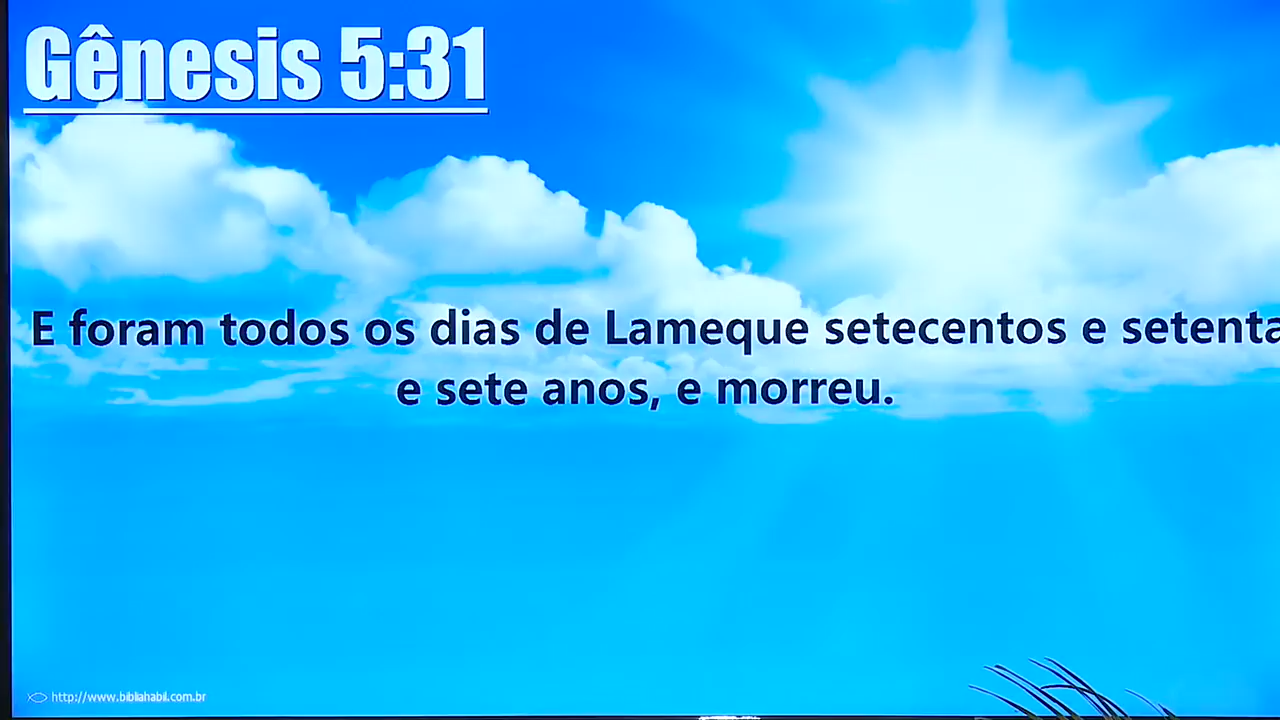 Gênesis 5:31
E foram todos os dias de Lameque setecentos e setenta
e sete anos, e morreu.
http://www.bibliahabil.com.br